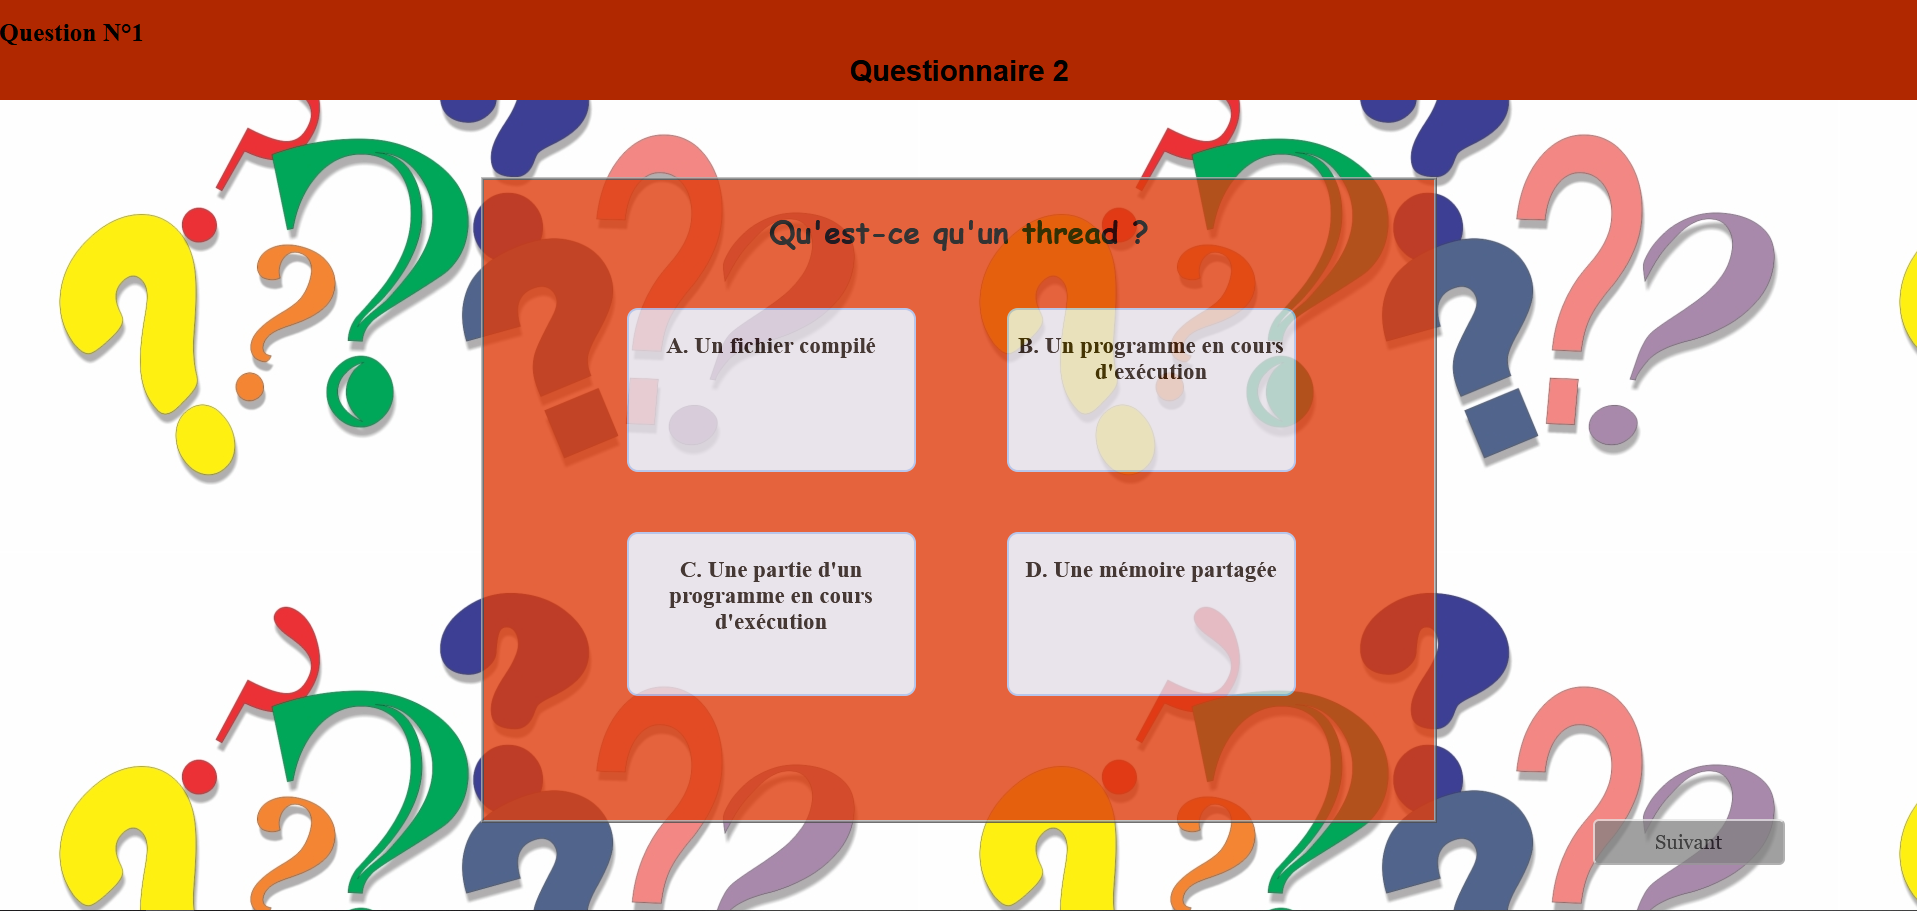 Question N°1
Questionnaire 2
Qu'est-ce qu'un thread ?
A. Un fichier compilé
B. Un programme en cours
d'exécution
C. Une partie d'un
programme en cours
d'exécution
D. Une mémoire partagée
Suivant